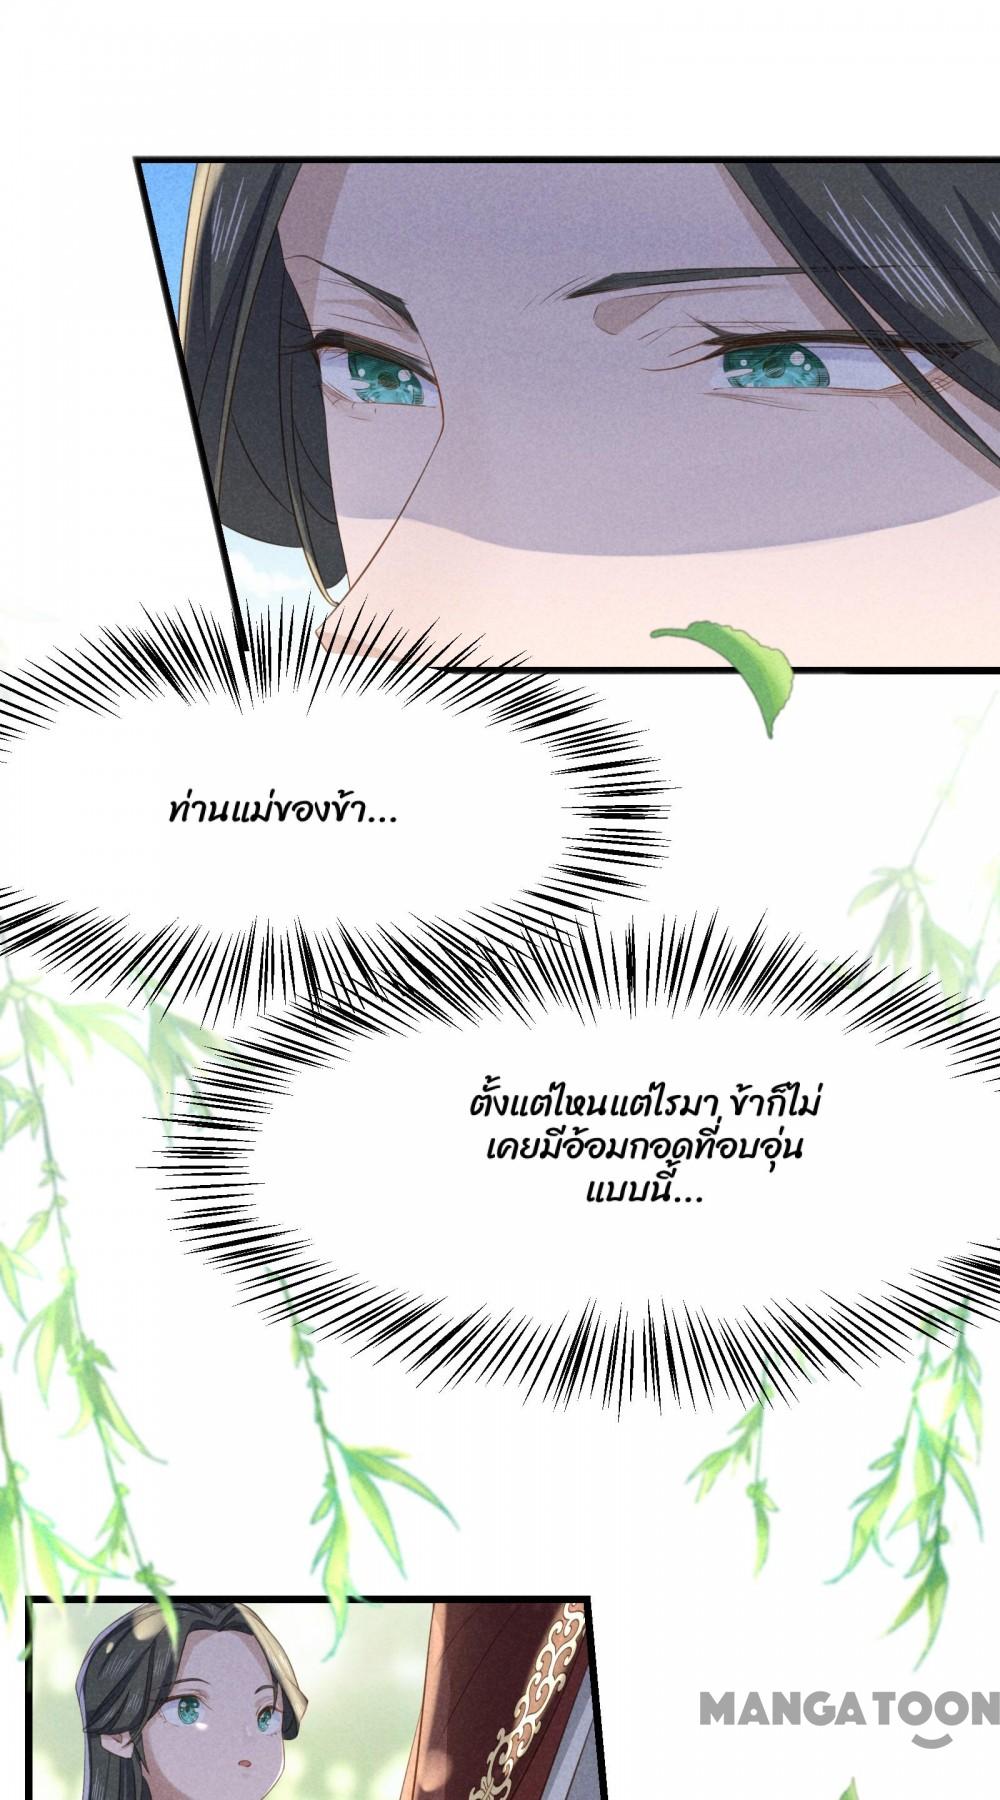 ท่านแม่ของข้า...
ตั้งแต่ไหนแต่ไรมา ข้าก็ไม่
เคยมีอ้อมกอดที่อบอุ่น
แบบนี้...
MANGATOON